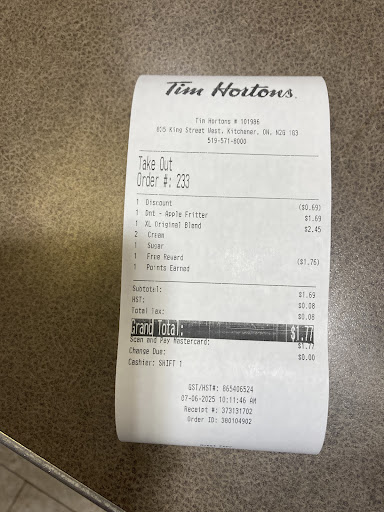 Tim Hortons
Tim Hortons # 101986
805 King Street West, Kitchener, ON, N2G 1G3
519-571-8000
Take Out
Order #: 233
1 Discount ($0.69)
1 Dnt - Apple Fritter $1.69
1 XL Original Blend $2.45
2 Cream
1 Sugar
1 Free Reward ($1.76)
1 Points Earned
Subtotal: $1.69
HST: $0.08
Total Tax: $0.08
Grand Total: $1.77
Scan and Pay Mastercard: $1.77
Change Due: $0.00
Cashier: SHIFT 1
GST/HST#: 865406524
07-06-2025 10:11:46 AM
Receipt #: 373131702
Order ID: 380104902